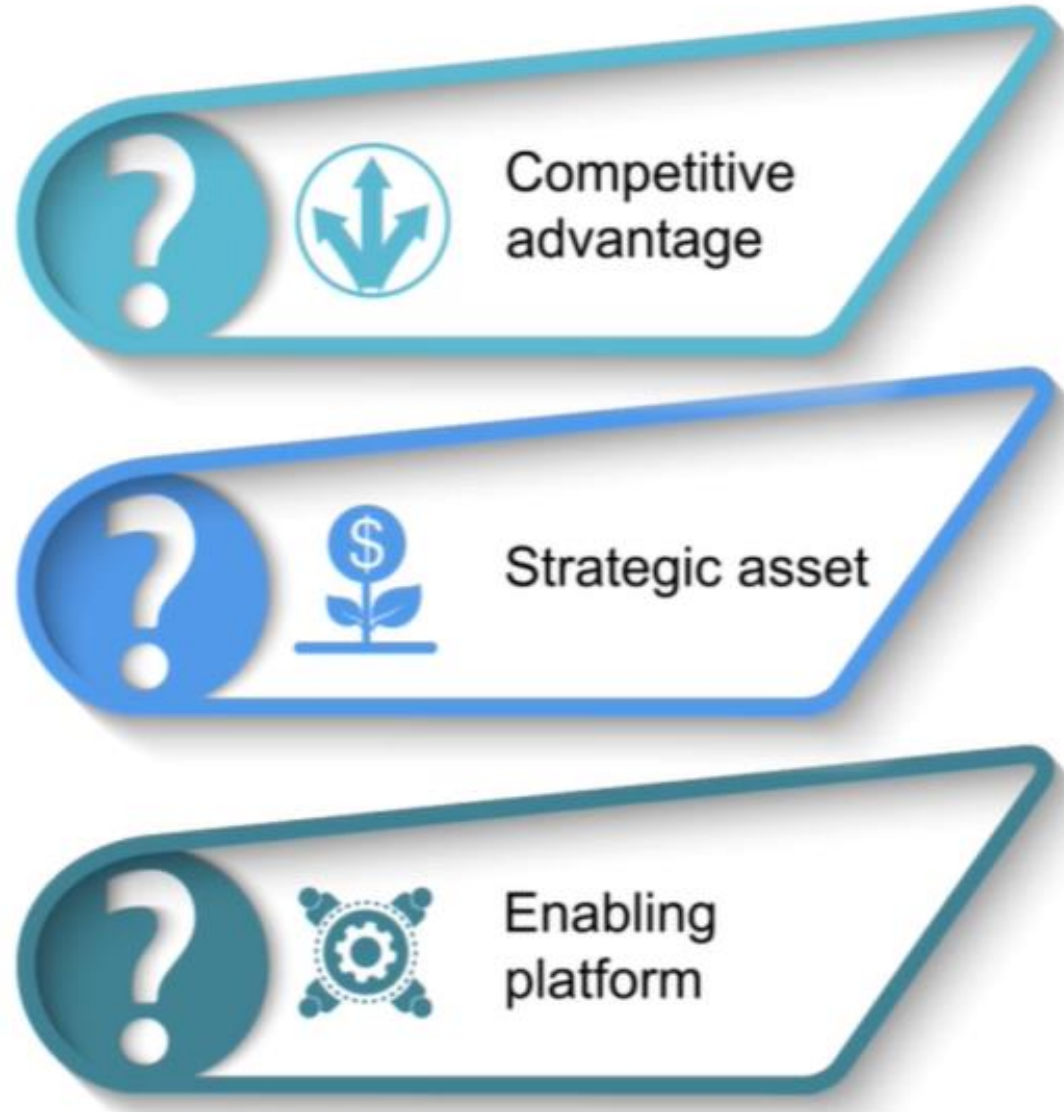 ?
Competitive
advantage
?
$
Strategic asset
?
Enabling
platform